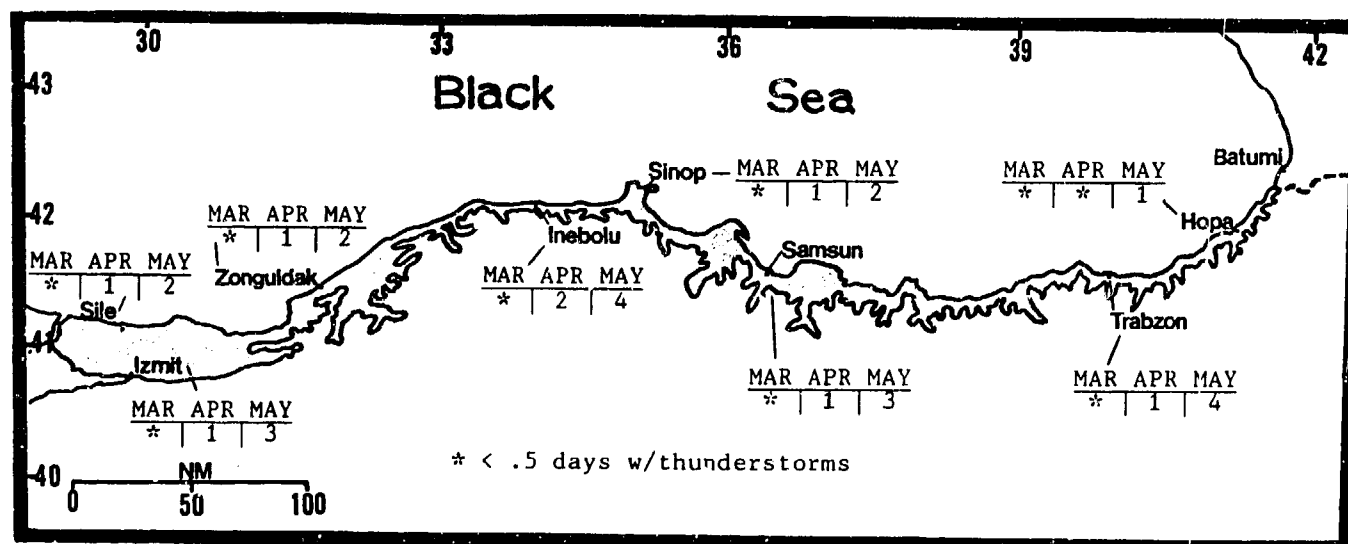 30 33 36 39 42
43
Black Sea
Batumi
Sinop
MAR APR MAY
* 1 2
MAR APR MAY
* * 1
Hopa
42
MAR APR MAY
* 1 2
Zonguldak
Inebolu
MAR APR MAY
* 2 4
Samsun
MAR APR MAY
* 1 2
Sile
41
Izmit
MAR APR MAY
* 1 3
MAR APR MAY
* 1 3
Trabzon
MAR APR MAY
* 1 4
* < .5 days w/thunderstorms
40
NM
0 50 100